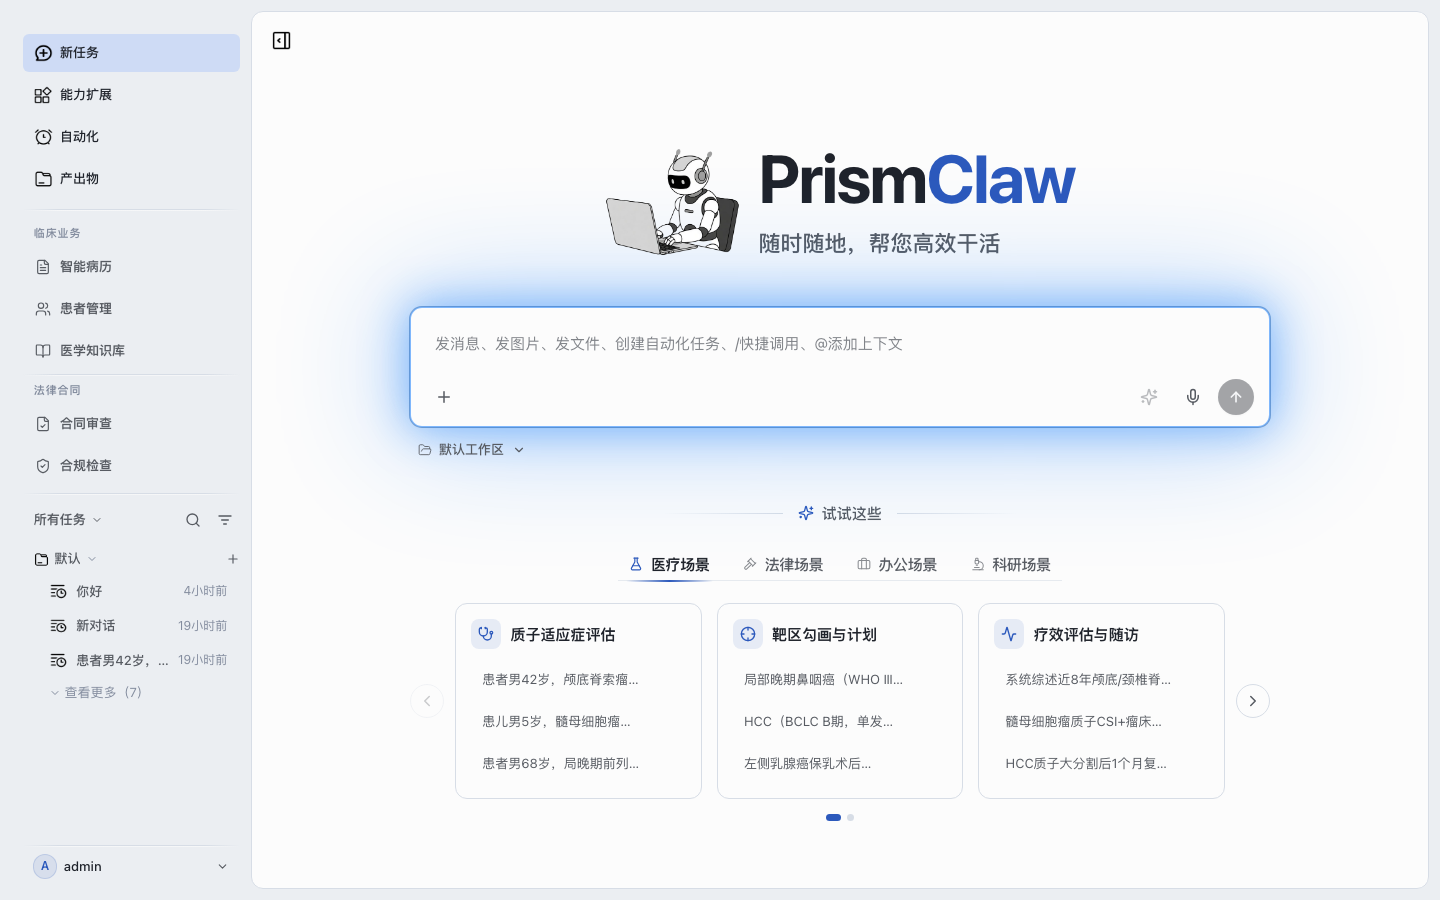 新任务
能力扩展
自动化
产出物
临床业务
智能病历
患者管理
医学知识库
法律合同
合同审查
合规检查
所有任务
默认
你好 4小时前
新对话 19小时前
患者男42岁，... 19小时前
查看更多 (7)
A admin
PrismClaw
随时随地，帮您高效干活
发消息、发图片、发文件、创建自动化任务、/快捷调用、@添加上下文
默认工作区
试试这些
医疗场景 法律场景 办公场景 科研场景
质子适应症评估
患者男42岁，颅底脊索瘤...
患儿男5岁，髓母细胞瘤...
患者男68岁，局晚期前列...
靶区勾画与计划
局部晚期鼻咽癌（WHO III...
HCC（BCLC B期，单发...
左侧乳腺癌保乳术后...
疗效评估与随访
系统综述近8年颅底/颈椎脊...
髓母细胞瘤质子CSI+瘤床...
HCC质子大分割后1个月复...